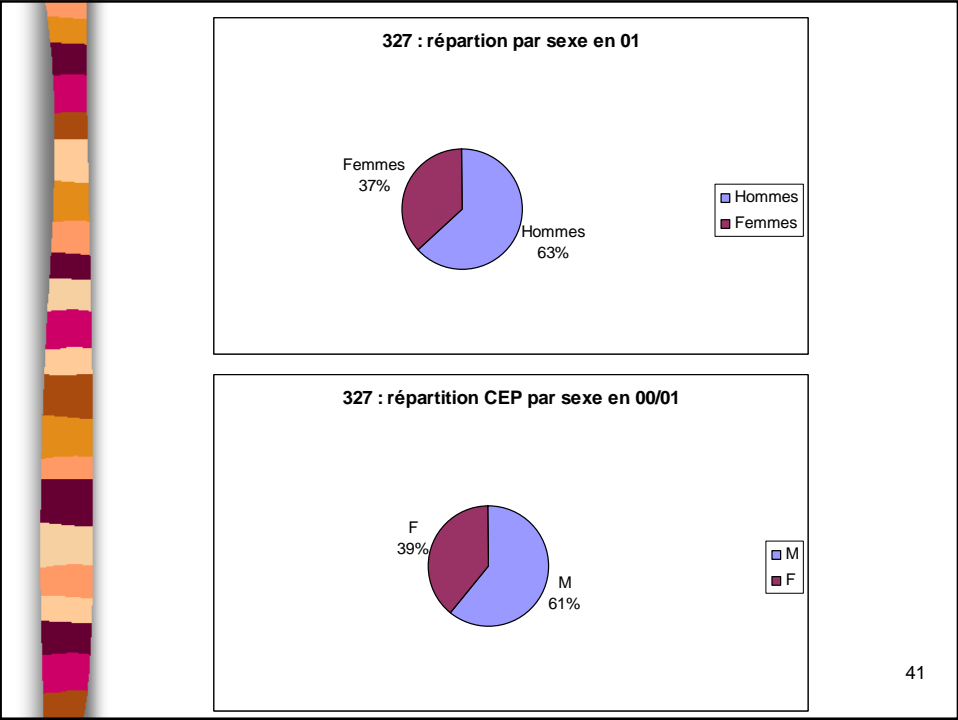 327 : répartion par sexe en 01
Femmes
37%
Hommes
63%
Hommes
Femmes
327 : répartition CEP par sexe en 00/01
F
39%
M
61%
M
F
41